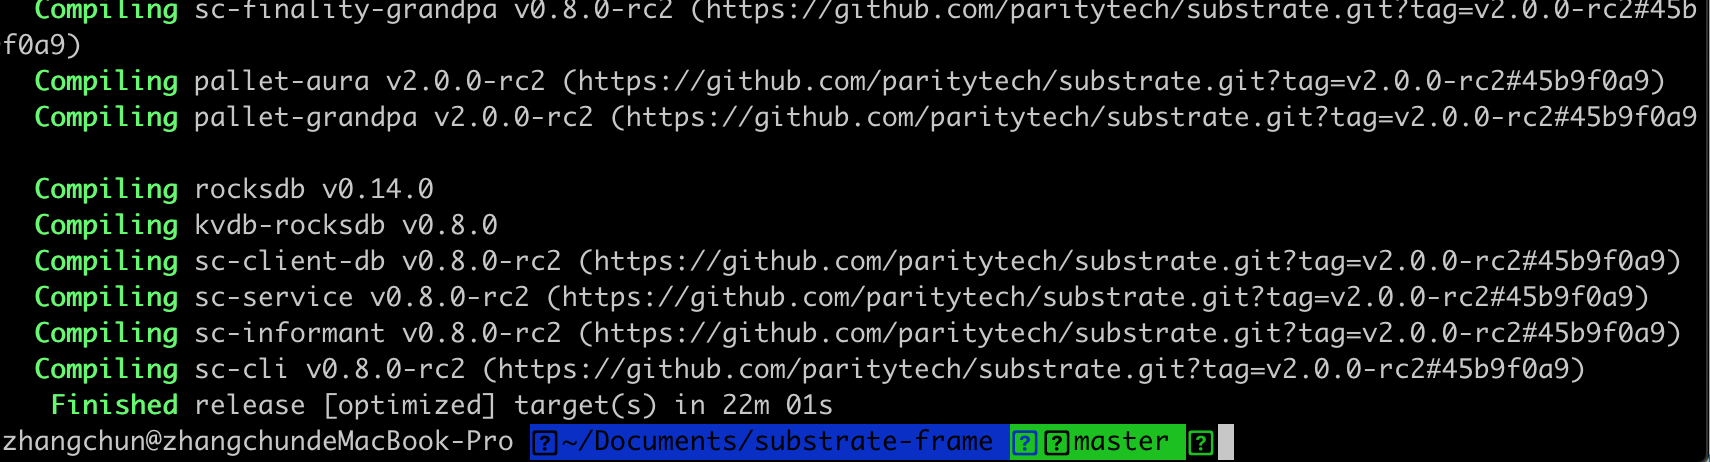 Compiling sc-finality-grandpa v0.8.0-rc2 (https://github.com/paritytech/substrate.git?tag=v2.0.0-rc2#45b
f0a9)
Compiling pallet-aura v2.0.0-rc2 (https://github.com/paritytech/substrate.git?tag=v2.0.0-rc2#45b9f0a9)
Compiling pallet-grandpa v2.0.0-rc2 (https://github.com/paritytech/substrate.git?tag=v2.0.0-rc2#45b9f0a9
Compiling rocksdb v0.14.0
Compiling kvdb-rocksdb v0.8.0
Compiling sc-client-db v0.8.0-rc2 (https://github.com/paritytech/substrate.git?tag=v2.0.0-rc2#45b9f0a9)
Compiling sc-service v0.8.0-rc2 (https://github.com/paritytech/substrate.git?tag=v2.0.0-rc2#45b9f0a9)
Compiling sc-informant v0.8.0-rc2 (https://github.com/paritytech/substrate.git?tag=v2.0.0-rc2#45b9f0a9)
Compiling sc-cli v0.8.0-rc2 (https://github.com/paritytech/substrate.git?tag=v2.0.0-rc2#45b9f0a9)
Finished release [optimized] target(s) in 22m 01s
zhangchun@zhangchundeMacBook-Pro ?~/Documents/substrate-frame ??master ?